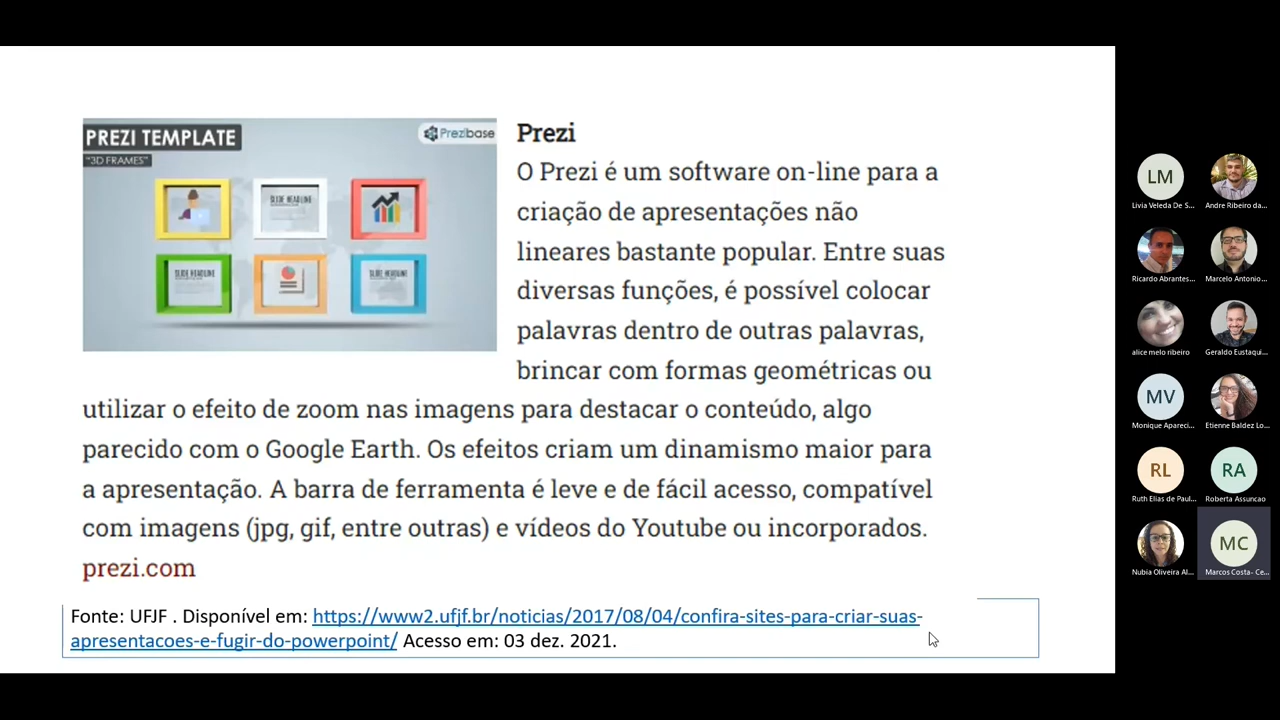 PREZI TEMPLATE
"3D FRAMES"
Prezibase
SLIDE HEADLINE
SLIDE HEADLINE
SLIDE HEADLINE
Prezi
O Prezi é um software on-line para a
criação de apresentações não
lineares bastante popular. Entre suas
diversas funções, é possível colocar
palavras dentro de outras palavras,
brincar com formas geométricas ou
utilizar o efeito de zoom nas imagens para destacar o conteúdo, algo
parecido com o Google Earth. Os efeitos criam um dinamismo maior para
a apresentação. A barra de ferramenta é leve e de fácil acesso, compatível
com imagens (jpg, gif, entre outras) e vídeos do Youtube ou incorporados.
prezi.com
Fonte: UFJF . Disponível em: https://www2.ufjf.br/noticias/2017/08/04/confira-sites-para-criar-suas-
apresentacoes-e-fugir-do-powerpoint/ Acesso em: 03 dez. 2021.
LM
Livia Veleda De S...
Andre Ribeiro da...
Ricardo Abrantes...
Marcelo Antonio...
alice melo ribeiro
Geraldo Eustaqui...
MV
Monique Apareci...
Etienne Baldez Lo...
RL
Ruth Elias de Paul...
RA
Roberta Assuncao
Nubia Oliveira Al...
MC
Marcos Costa- Ce...